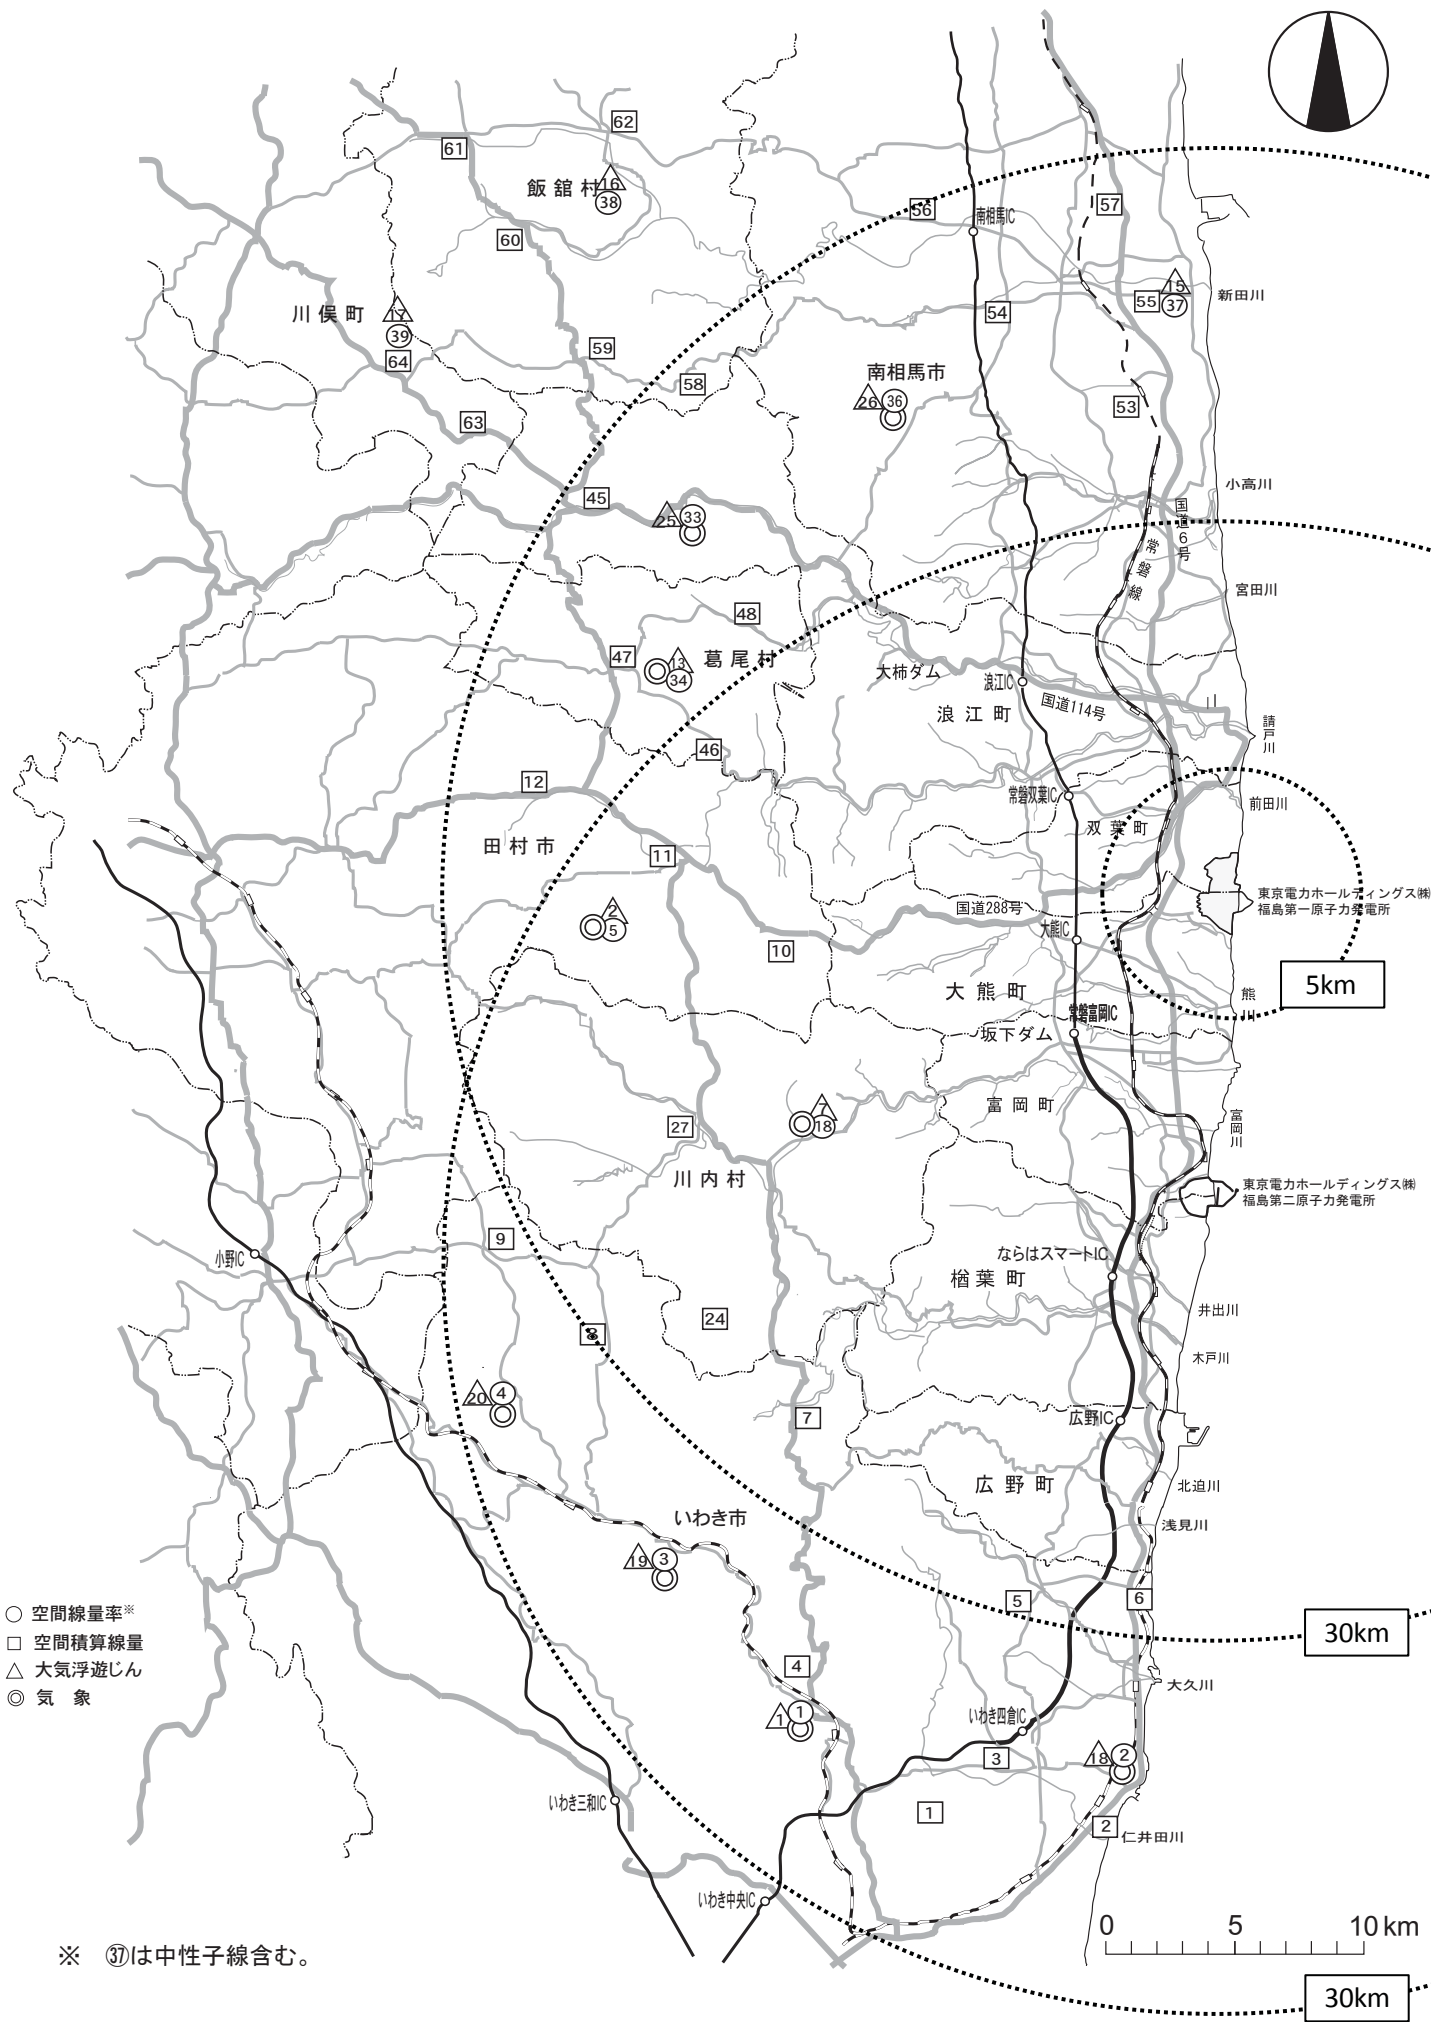 62
61
飯舘村
16
38
57
56
南相馬IC
60
15
55
37
新田川
川俣町
17
39
54
59
64
南相馬市
58
26
36
53
63
小高川
45
25
33
国道6号
常磐線
宮田川
48
47
13
34
葛尾村
大柿ダム
浪江IC
国道114号
浪江町
川
請戸川
46
12
常磐双葉IC
前田川
双葉町
田村市
11
東京電力ホールディングス㈱
福島第一原子力発電所
国道288号
2
5
大熊IC
10
5km
大熊町
熊川
常磐富岡IC
坂下ダム
富岡町
7
18
富岡川
27
川内村
東京電力ホールディングス㈱
福島第二原子力発電所
9
小野IC
ならはスマートIC
楢葉町
井出川
24
8
木戸川
20
4
7
広野IC
広野町
北迫川
いわき市
浅見川
19
3
5
6
○ 空間線量率※
□ 空間積算線量
△ 大気浮遊じん
◎ 気 象
30km
4
大久川
1
1
いわき四倉IC
3
18
2
いわき三和IC
1
2
仁井田川
いわき中央IC
0 5 10km
※ ㊲は中性子線含む。
30km